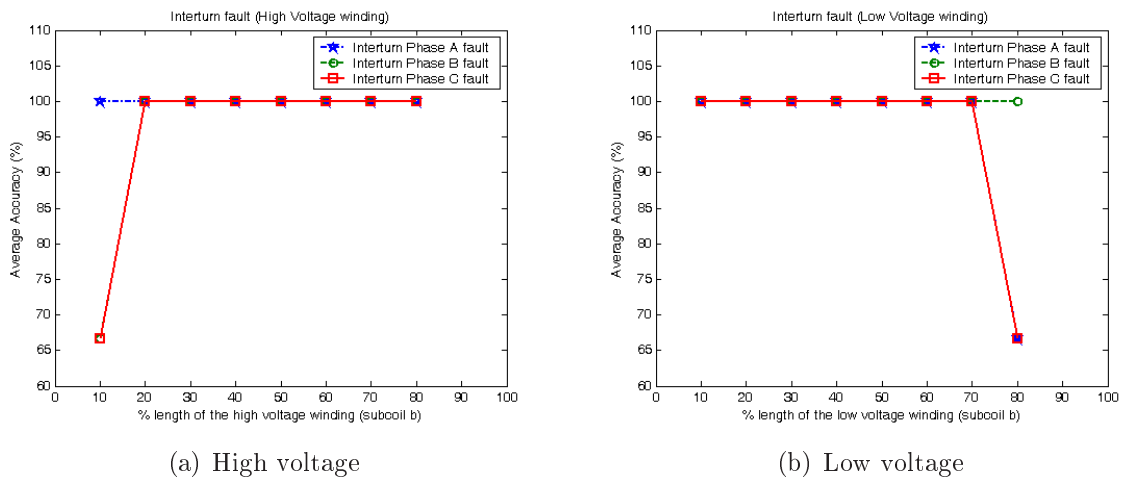 Interturn fault (High Voltage winding)
110
105
100
95
90
85
80
75
70
65
60
Average Accuracy (%)
Interturn Phase A fault
Interturn Phase B fault
Interturn Phase C fault
0 10 20 30 40 50 60 70 80 90 100
% length of the high voltage winding (subcoil b)
(a) High voltage
Interturn fault (Low Voltage winding)
110
105
100
95
90
85
80
75
70
65
60
Average Accuracy (%)
Interturn Phase A fault
Interturn Phase B fault
Interturn Phase C fault
0 10 20 30 40 50 60 70 80 90 100
% length of the low voltage winding (subcoil b)
(b) Low voltage